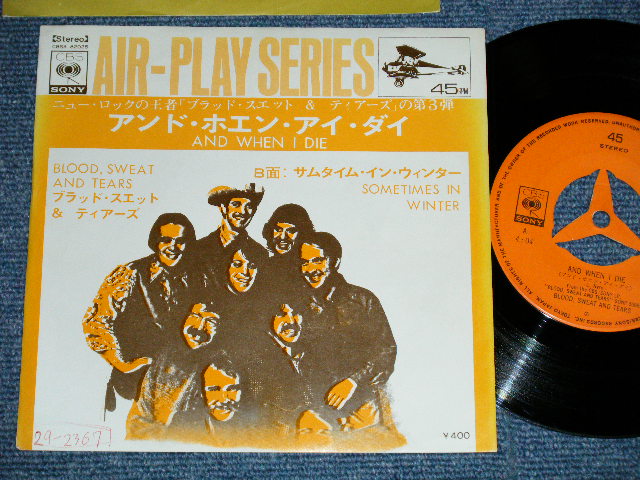 Stereo
CBS
SONY
AIR-PLAY SERIES
45 RPM
ニュー・ロックの王者「ブラッド・スエット & ティアーズ」の第3弾
アンド・ホエン・アイ・ダイ
AND WHEN I DIE
BLOOD, SWEAT
AND TEARS
ブラッド・スエット
& ティアーズ
B面: サムタイム・イン・ウィンター
SOMETIMES IN
WINTER
¥400
29-2367
45
STEREO
CBS
SONY
AND WHEN I DIE
BLOOD, SWEAT AND TEARS